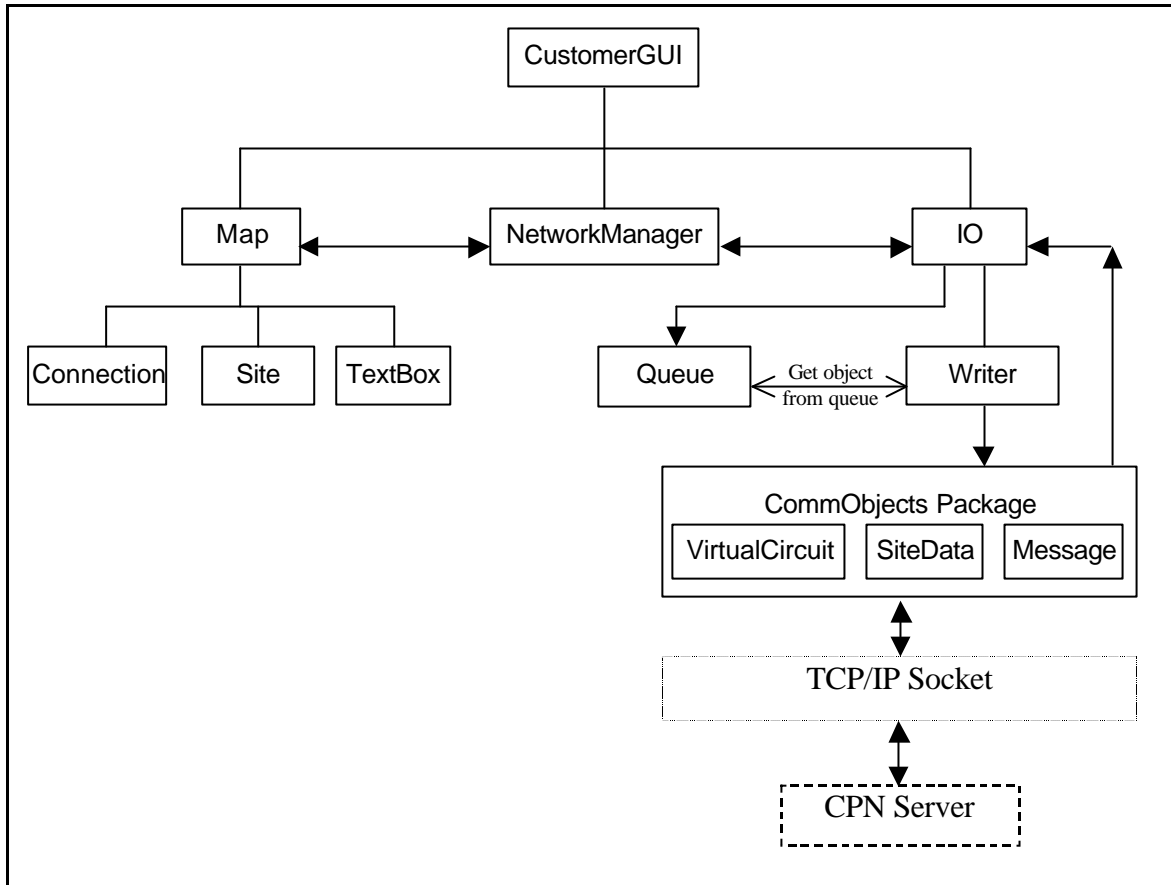 CustomerGUI
Map
NetworkManager
IO
Connection
Site
TextBox
Queue
Get object
from queue
Writer
CommObjects Package
VirtualCircuit
SiteData
Message
TCP/IP Socket
CPN Server